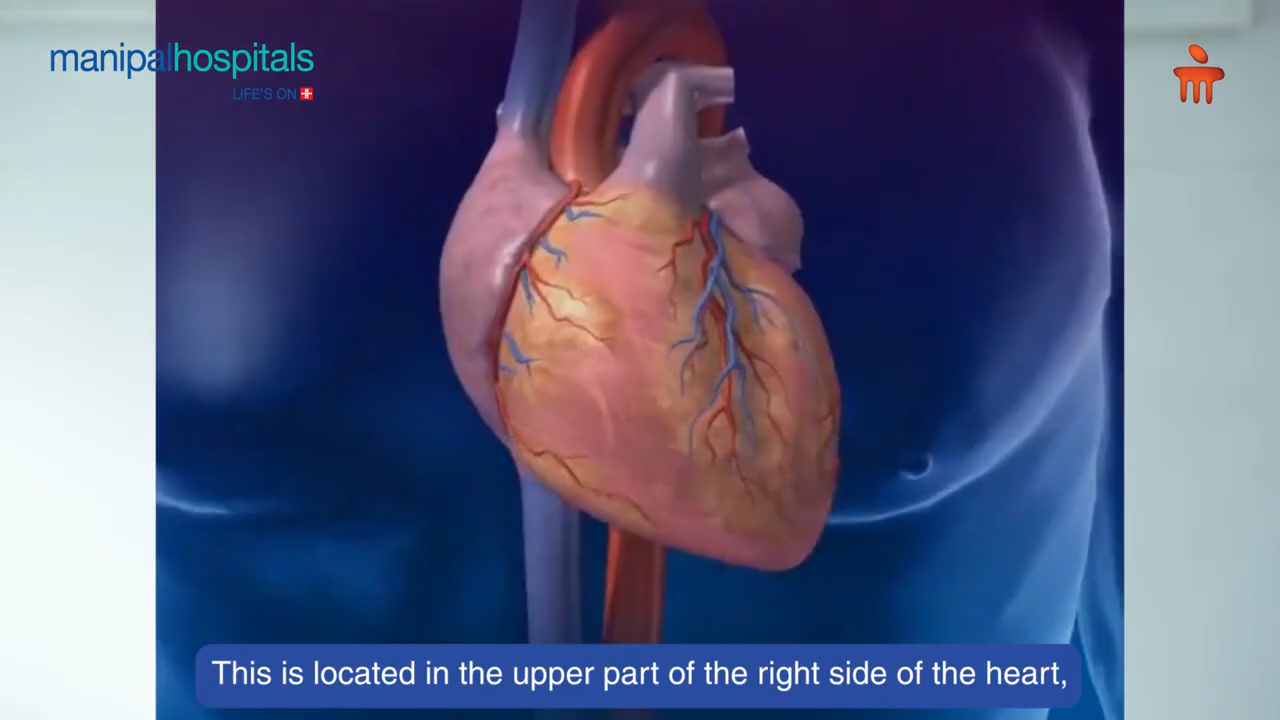 manipalhospitals
LIFE'S ON
This is located in the upper part of the right side of the heart,